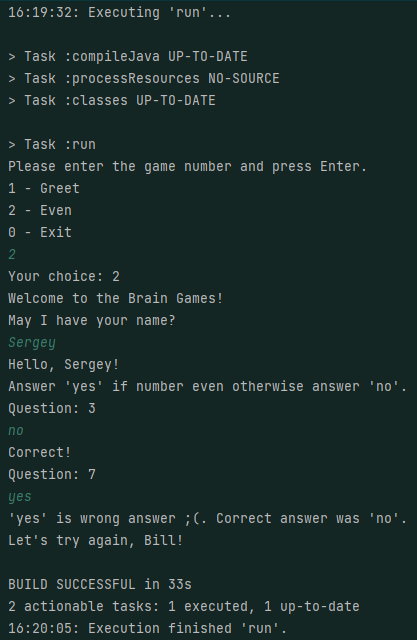 16:19:32: Executing 'run'...
> Task :compileJava UP-TO-DATE
> Task :processResources NO-SOURCE
> Task :classes UP-TO-DATE
> Task :run
Please enter the game number and press Enter.
1 - Greet
2 - Even
0 - Exit
2
Your choice: 2
Welcome to the Brain Games!
May I have your name?
Sergey
Hello, Sergey!
Answer 'yes' if number even otherwise answer 'no'.
Question: 3
no
Correct!
Question: 7
yes
'yes' is wrong answer ;(. Correct answer was 'no'.
Let's try again, Bill!
BUILD SUCCESSFUL in 33s
2 actionable tasks: 1 executed, 1 up-to-date
16:20:05: Execution finished 'run'.